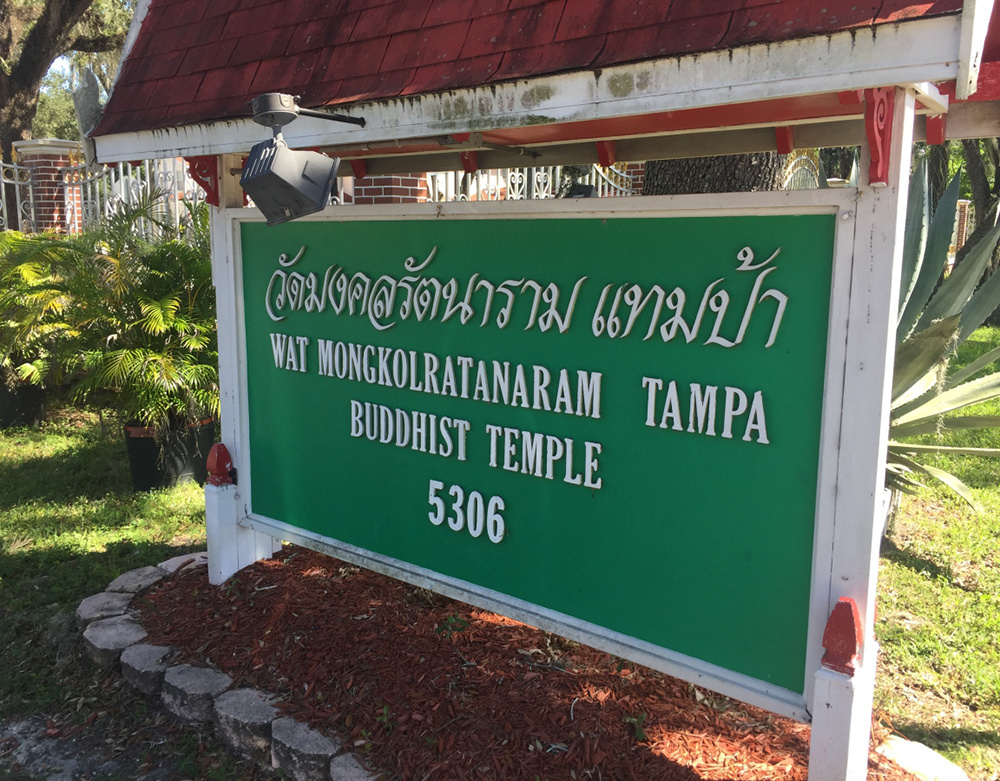 วัดมงคลรัตนาราม แทมป้า
WAT MONGKOLRATANARAM TAMPA
BUDDHIST TEMPLE
5306